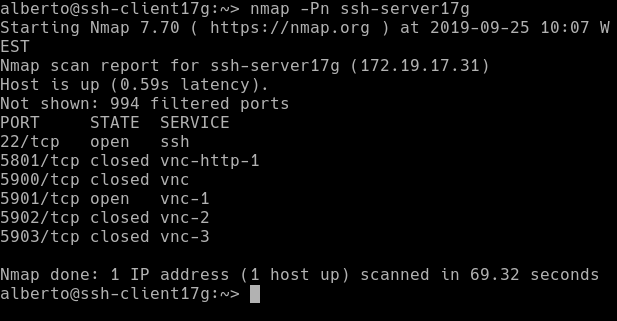 alberto@ssh-client17g:~> nmap -Pn ssh-server17g
Starting Nmap 7.70 ( https://nmap.org ) at 2019-09-25 10:07 W
EST
Nmap scan report for ssh-server17g (172.19.17.31)
Host is up (0.59s latency).
Not shown: 994 filtered ports
PORT     STATE  SERVICE
22/tcp   open   ssh
5801/tcp closed vnc-http-1
5900/tcp closed vnc
5901/tcp open   vnc-1
5902/tcp closed vnc-2
5903/tcp closed vnc-3
Nmap done: 1 IP address (1 host up) scanned in 69.32 seconds
alberto@ssh-client17g:~>